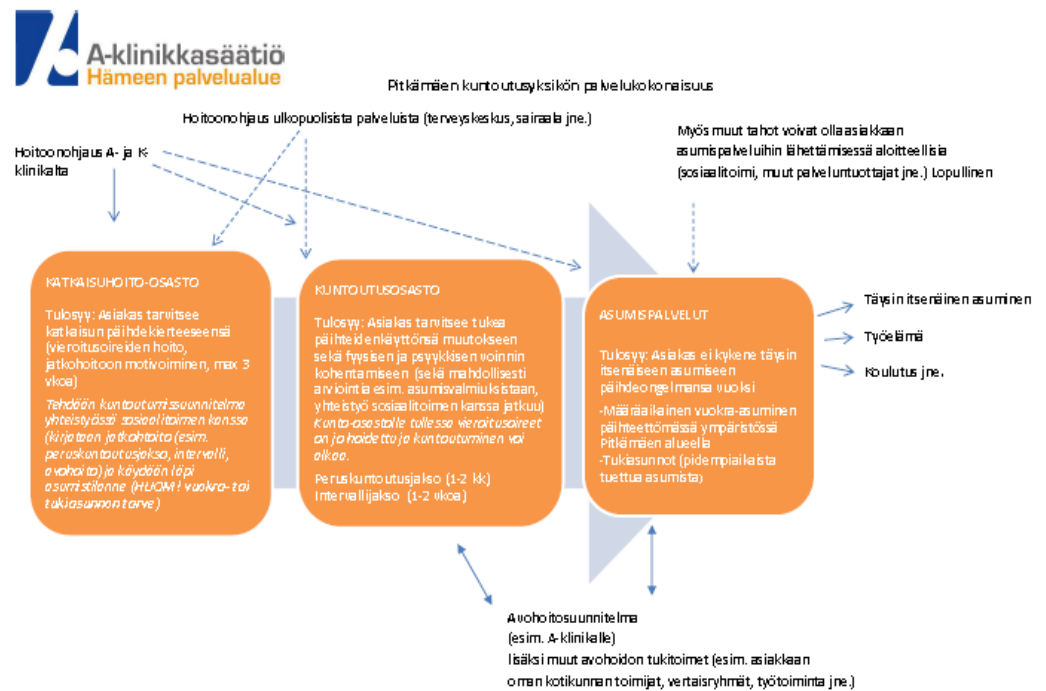 A-klinikkasäätiö
Hämeen palvelualue
Pitkämäen kuntoutusyksikön palvelukokonaisuus
Hoitoonohjaus ulkopuolisista palveluista (terveyskeskus, sairaala jne.)
Hoitoonohjaus A- ja K-
klinikalta
Myös muut tahot voivat olla asiakkaan
asumispalveluihin lähettämisessä aloitteellisia
(sosiaalitoimi, muut palveluntuottajat jne.) Lopullinen
KATKAISUHOITO-OSASTO
Tulosyy: Asiakas tarvitsee
katkaisun päihdekierteeseensä
(vieroitusoireiden hoito,
jatkohoitoon motivoiminen, max 3
vkoa)
Tehdään kuntoutumissuunnitelma
yhteistyössä sosiaalitoimen kanssa
(kirjataan jatkohoito (esim.
peruskuntoutusjakso, intervalli,
avohoito) ja käydään läpi
asumistilanne (HUOM! vuokra- tai
tukiasunnon tarve)
KUNTOUTUSOSASTO
Tulosyy: Asiakas tarvitsee tukea
päihteidenkäyttönsä muutokseen
sekä fyysisen ja psyykkisen voinnin
kohentamiseen (sekä mahdollisesti
arviointia esim. asumisvalmiuksistaan,
yhteistyö sosiaalitoimen kanssa jatkuu)
Kunto-osastolle tullessa vieroitusoireet
on jo hoidettu ja kuntoutuminen voi
alkaa.
Peruskuntoutusjakso (1-2 kk)
Intervallijakso (1-2 vkoa)
ASUMISPALVELUT
Tulosyy: Asiakas ei kykene täysin
itsenäiseen asumiseen
päihdeongelmansa vuoksi
-Määräaikainen vuokra-asuminen
päihteettömässä ympäristössä
Pitkämäen alueella
-Tukiasunnot (pidempiaikaista
tuettua asumista)
Täysin itsenäinen asuminen
Työelämä
Koulutus jne.
Avohoitosuunnitelma
(esim. A-klinikalle)
lisäksi muut avohoidon tukitoimet (esim. asiakkaan
oman kotikunnan toimijat, vertaisryhmät, työtoiminta jne.)